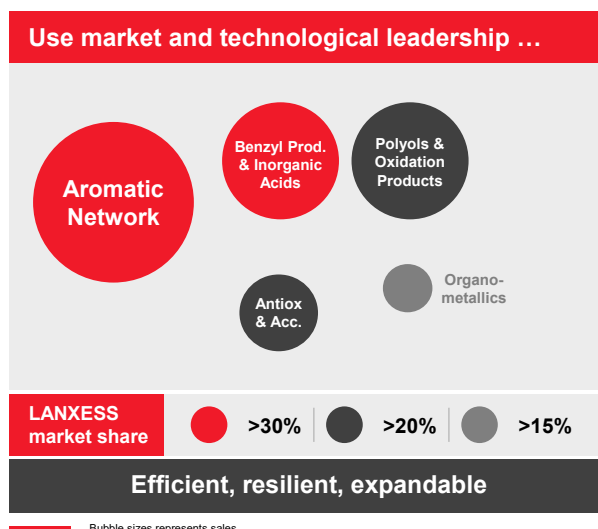 Use market and technological leadership …
Aromatic
Network
Benzyl Prod.
& Inorganic
Acids
Polyols &
Oxidation
Products
Antiox
& Acc.
Organo-
metallics
LANXESS
market share
>30%
>20%
>15%
Efficient, resilient, expandable
Bubble sizes represents sales